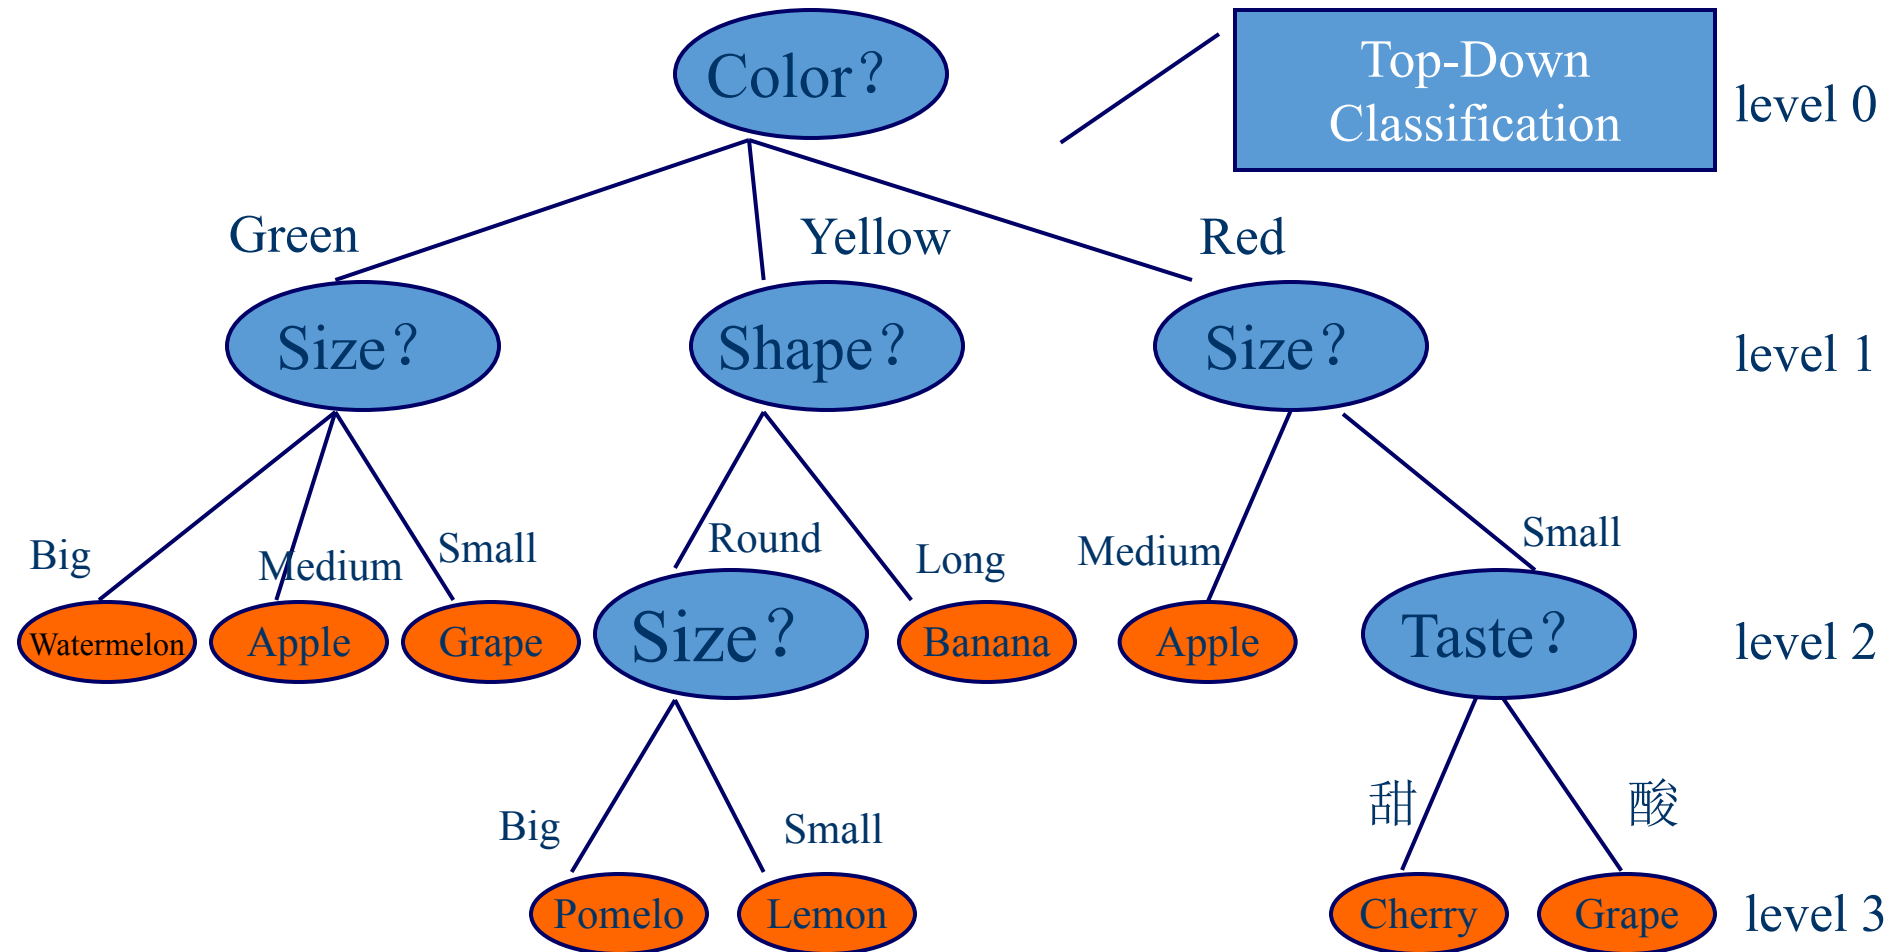 Color？
Top-Down
Classification
level 0
Green
Yellow
Red
Size？
Shape？
Size？
level 1
Big
Medium
Small
Round
Long
Medium
Small
Watermelon
Apple
Grape
Size？
Banana
Apple
Taste？
level 2
Big
Small
甜
酸
Pomelo
Lemon
Cherry
Grape
level 3